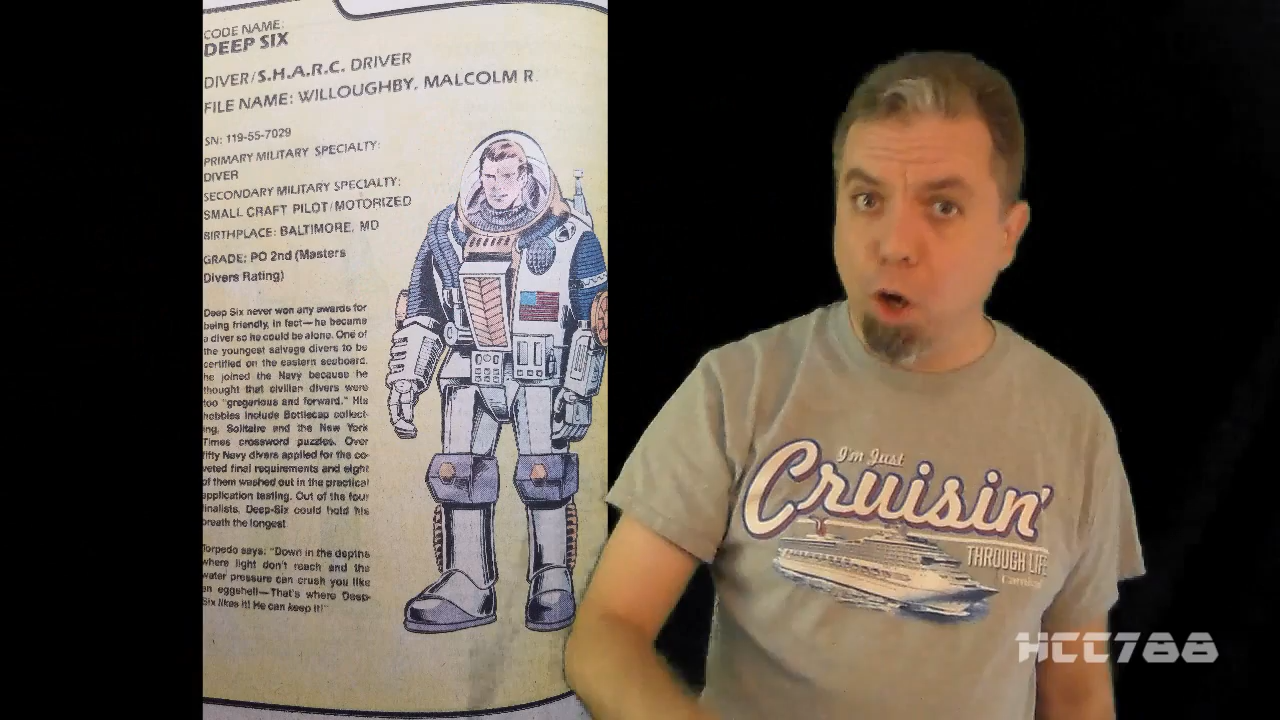 CODE NAME:
DEEP SIX
DIVER/S.H.A.R.C. DRIVER
FILE NAME: WILLOUGHBY, MALCOLM R.
SN: 119-55-7029
PRIMARY MILITARY SPECIALTY:
DIVER
SECONDARY MILITARY SPECIALTY:
SMALL CRAFT PILOT/MOTORIZED
BIRTHPLACE: BALTIMORE, MD
GRADE: PO 2nd (Masters
Divers Rating)
Deep Six never won any awards for
being friendly, in fact—he became
a diver so he could be alone. One of
the youngest salvage divers to be
certified on the eastern seaboard,
he joined the Navy because he
thought that civilian divers were
too "gregarious and forward." His
hobbies include Bottlecap collect-
ing, Solitaire and the New York
Times crossword puzzles. Over
fifty Navy divers applied for the co-
veted final requirements and eight
of them washed out in the practical
application testing. Out of the four
finalists, Deep-Six could hold his
breath the longest
Torpedo says: "Down in the depths
where light don't reach and the
water pressure can crush you like
an eggshell—That's where Deep-
Six likes it! He can keep it!"
I'm Just
Cruisin'
THROUGH LIFE
Carnival
HCC788